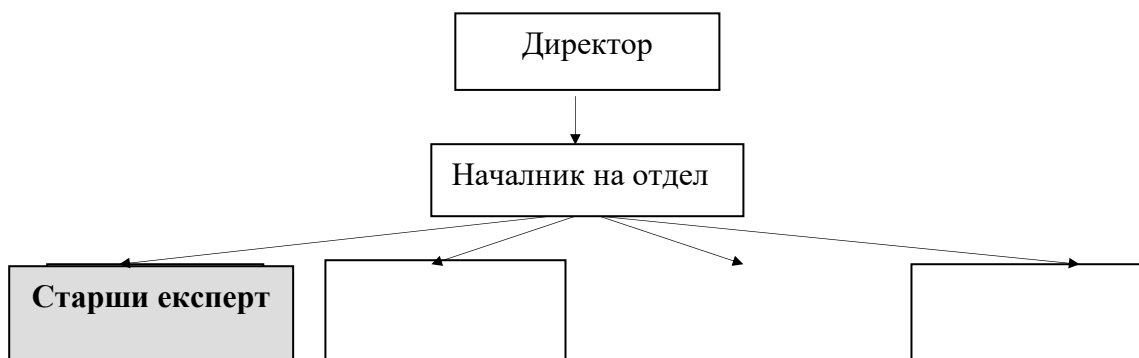 Директор
Началник на отдел
Старши експерт